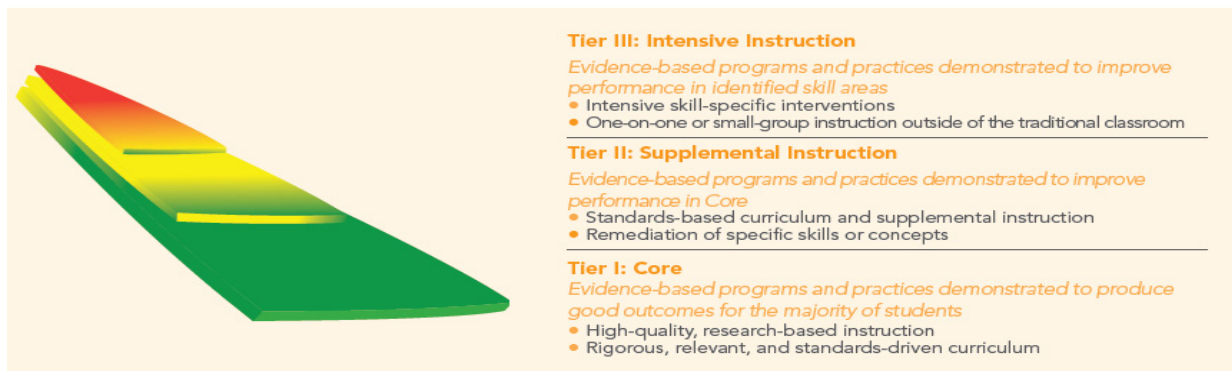 Tier III: Intensive Instruction
Evidence-based programs and practices demonstrated to improve
performance in identified skill areas
• Intensive skill-specific interventions
• One-on-one or small-group instruction outside of the traditional classroom
Tier II: Supplemental Instruction
Evidence-based programs and practices demonstrated to improve
performance in Core
• Standards-based curriculum and supplemental instruction
• Remediation of specific skills or concepts
Tier I: Core
Evidence-based programs and practices demonstrated to produce
good outcomes for the majority of students
• High-quality, research-based instruction
• Rigorous, relevant, and standards-driven curriculum